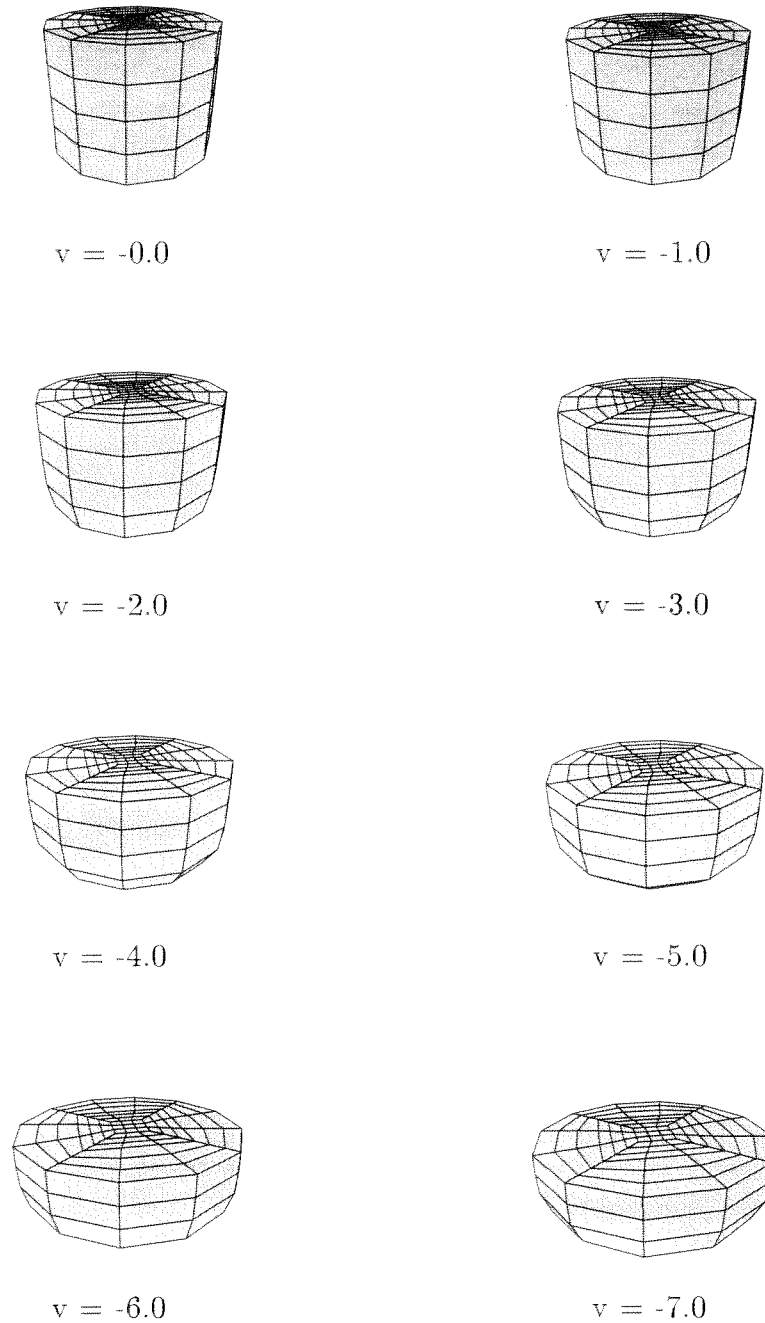 v = -0.0
v = -1.0
v = -2.0
v = -3.0
v = -4.0
v = -5.0
v = -6.0
v = -7.0